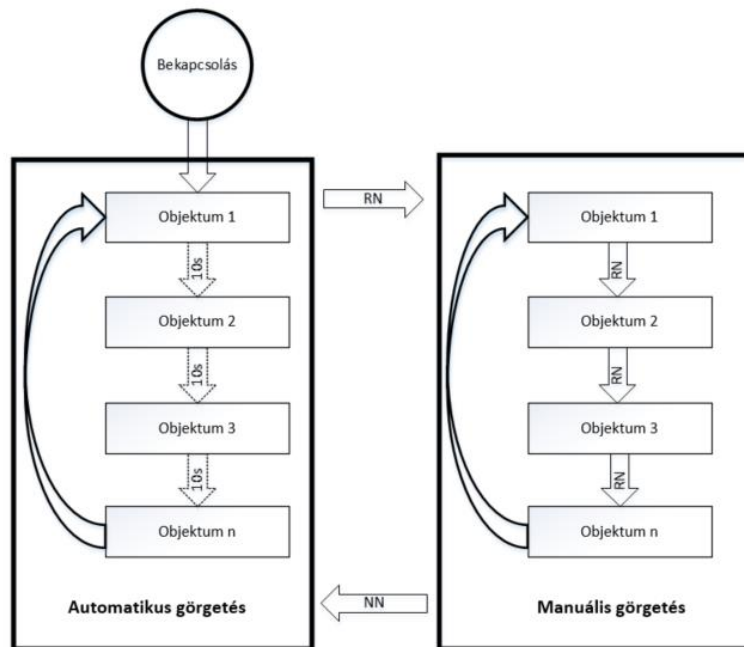 Bekapcsolás
Objektum 1
10s
Objektum 2
10s
Objektum 3
10s
Objektum n
Automatikus görgetés
RN
NN
Objektum 1
RN
Objektum 2
RN
Objektum 3
RN
Objektum n
Manuális görgetés